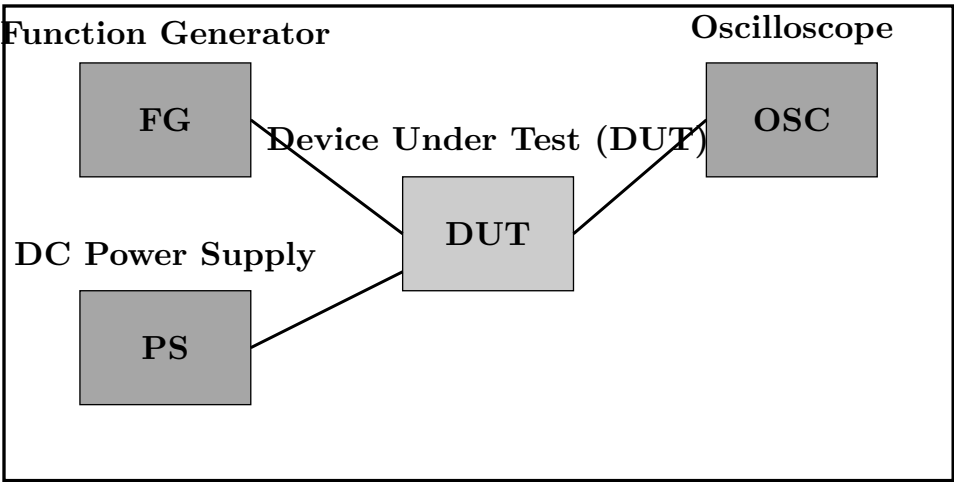 Function Generator
Oscilloscope
FG
OSC
Device Under Test (DUT)
DUT
DC Power Supply
PS